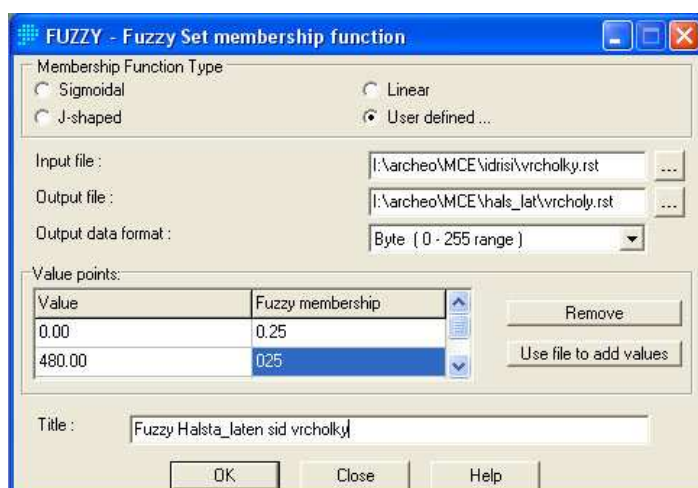 FUZZY - Fuzzy Set membership function
Membership Function Type
Sigmoidal
Linear
J-shaped
User defined ...
Input file :
I:\archeo\MCE\idrisi\vrcholky.rst
...
Output file :
I:\archeo\MCE\hals_lat\vrcholy.rst
...
Output data format :
Byte ( 0 - 255 range )
Value points:
Value Fuzzy membership
0.00 0.25
480.00 025
Remove
Use file to add values
Title :
Fuzzy Halsta_laten sid vrcholky
OK Close Help